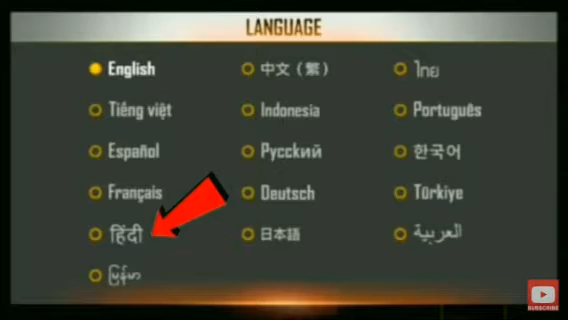 LANGUAGE
English
中文（繁）
ไทย
Tiếng việt
Indonesia
Português
Español
Русский
한국어
Français
Deutsch
Türkiye
हिंदी
日本語
العربية
မြန်မာ
SUBSCRIBE